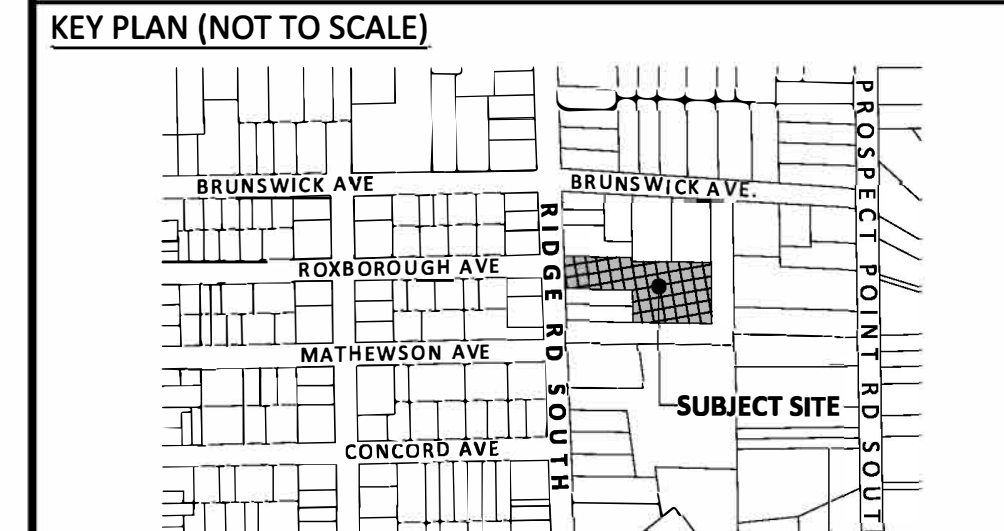 KEY PLAN (NOT TO SCALE)
PROSPECT POINT RD SOUT
BRUNSWICK AVE
BRUNSWICK AVE.
RIDGE RD SOUTH
ROXBOROUGH AVE
MATHEWSON AVE
SUBJECT SITE
CONCORD AVE